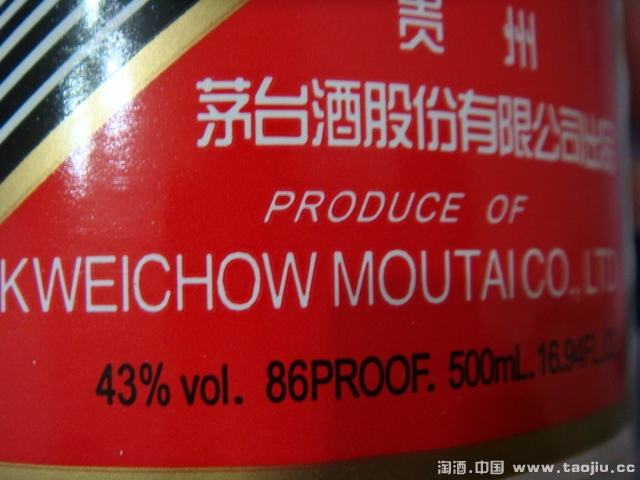 贵州
茅台酒股份有限公司出品
PRODUCE OF
KWEICHOW MOUTAI CO., LTD
43% vol. 86PROOF. 500mL. 16.94FL.
淘酒.中国 www.taojiu.cc